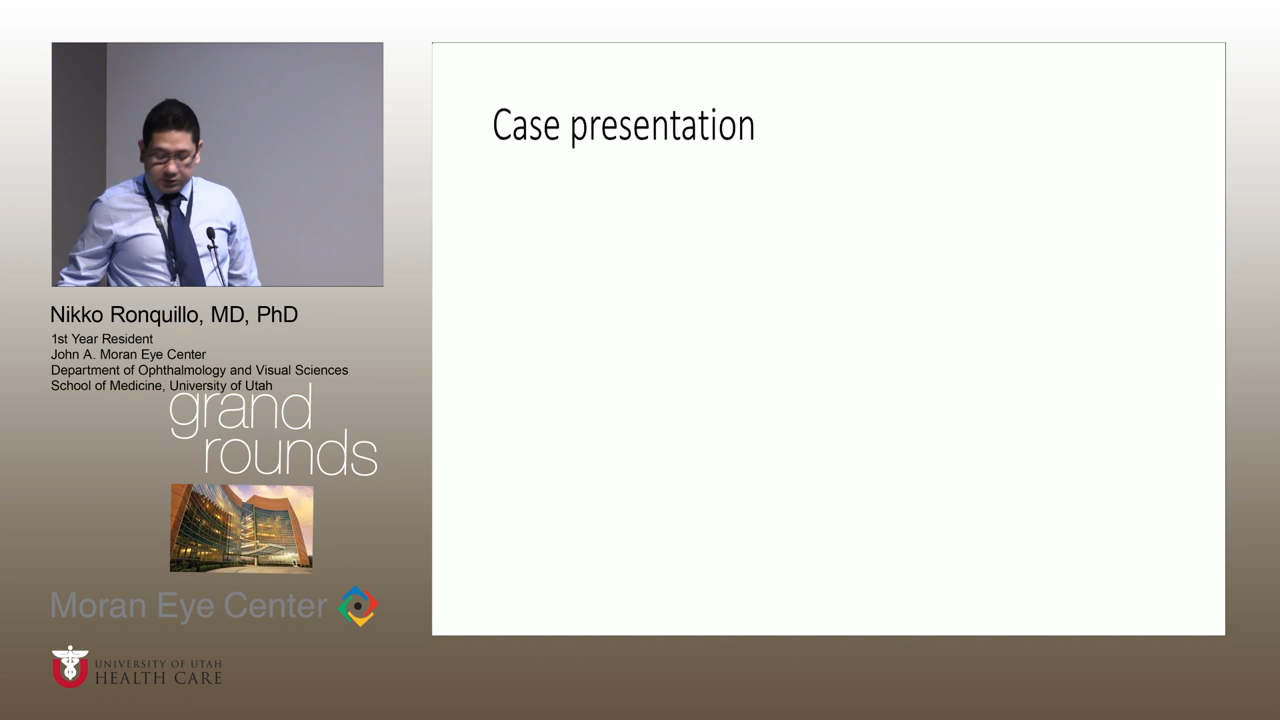 Case presentation
Nikko Ronquillo, MD, PhD
1st Year Resident
John A. Moran Eye Center
Department of Ophthalmology and Visual Sciences
School of Medicine, University of Utah
grand
rounds
Moran Eye Center
UNIVERSITY OF UTAH
HEALTH CARE